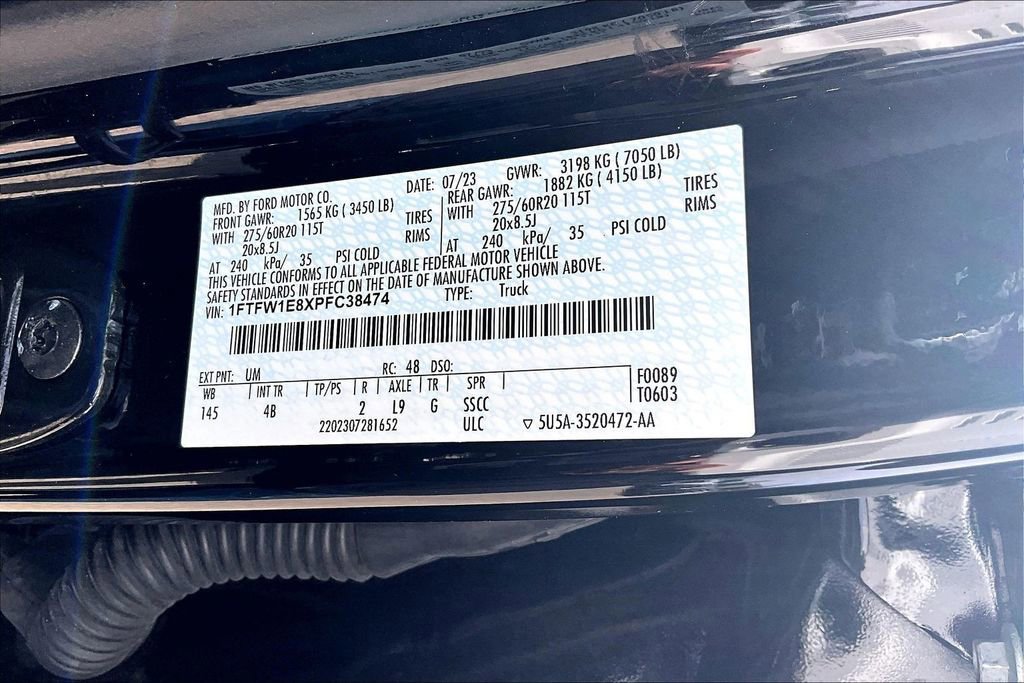 MFD. BY FORD MOTOR CO.
DATE: 07/23
GVWR: 3198 KG ( 7050 LB)
FRONT GAWR: 1565 KG ( 3450 LB)
WITH 275/60R20 115T TIRES
20x8.5J RIMS
AT 240 kPa/ 35 PSI COLD
REAR GAWR: 1882 KG ( 4150 LB)
WITH 275/60R20 115T TIRES
20x8.5J RIMS
AT 240 kPa/ 35 PSI COLD
THIS VEHICLE CONFORMS TO ALL APPLICABLE FEDERAL MOTOR VEHICLE
SAFETY STANDARDS IN EFFECT ON THE DATE OF MANUFACTURE SHOWN ABOVE.
VIN: 1FTFW1E8XPFC38474 TYPE: Truck
EXT PNT: UM RC: 48 DSO:
WB INT TR TP/PS R AXLE TR SPR F0089
145 4B 2 L9 G SSCC T0603
2202307281652 ULC ▽ 5U5A-3520472-AA